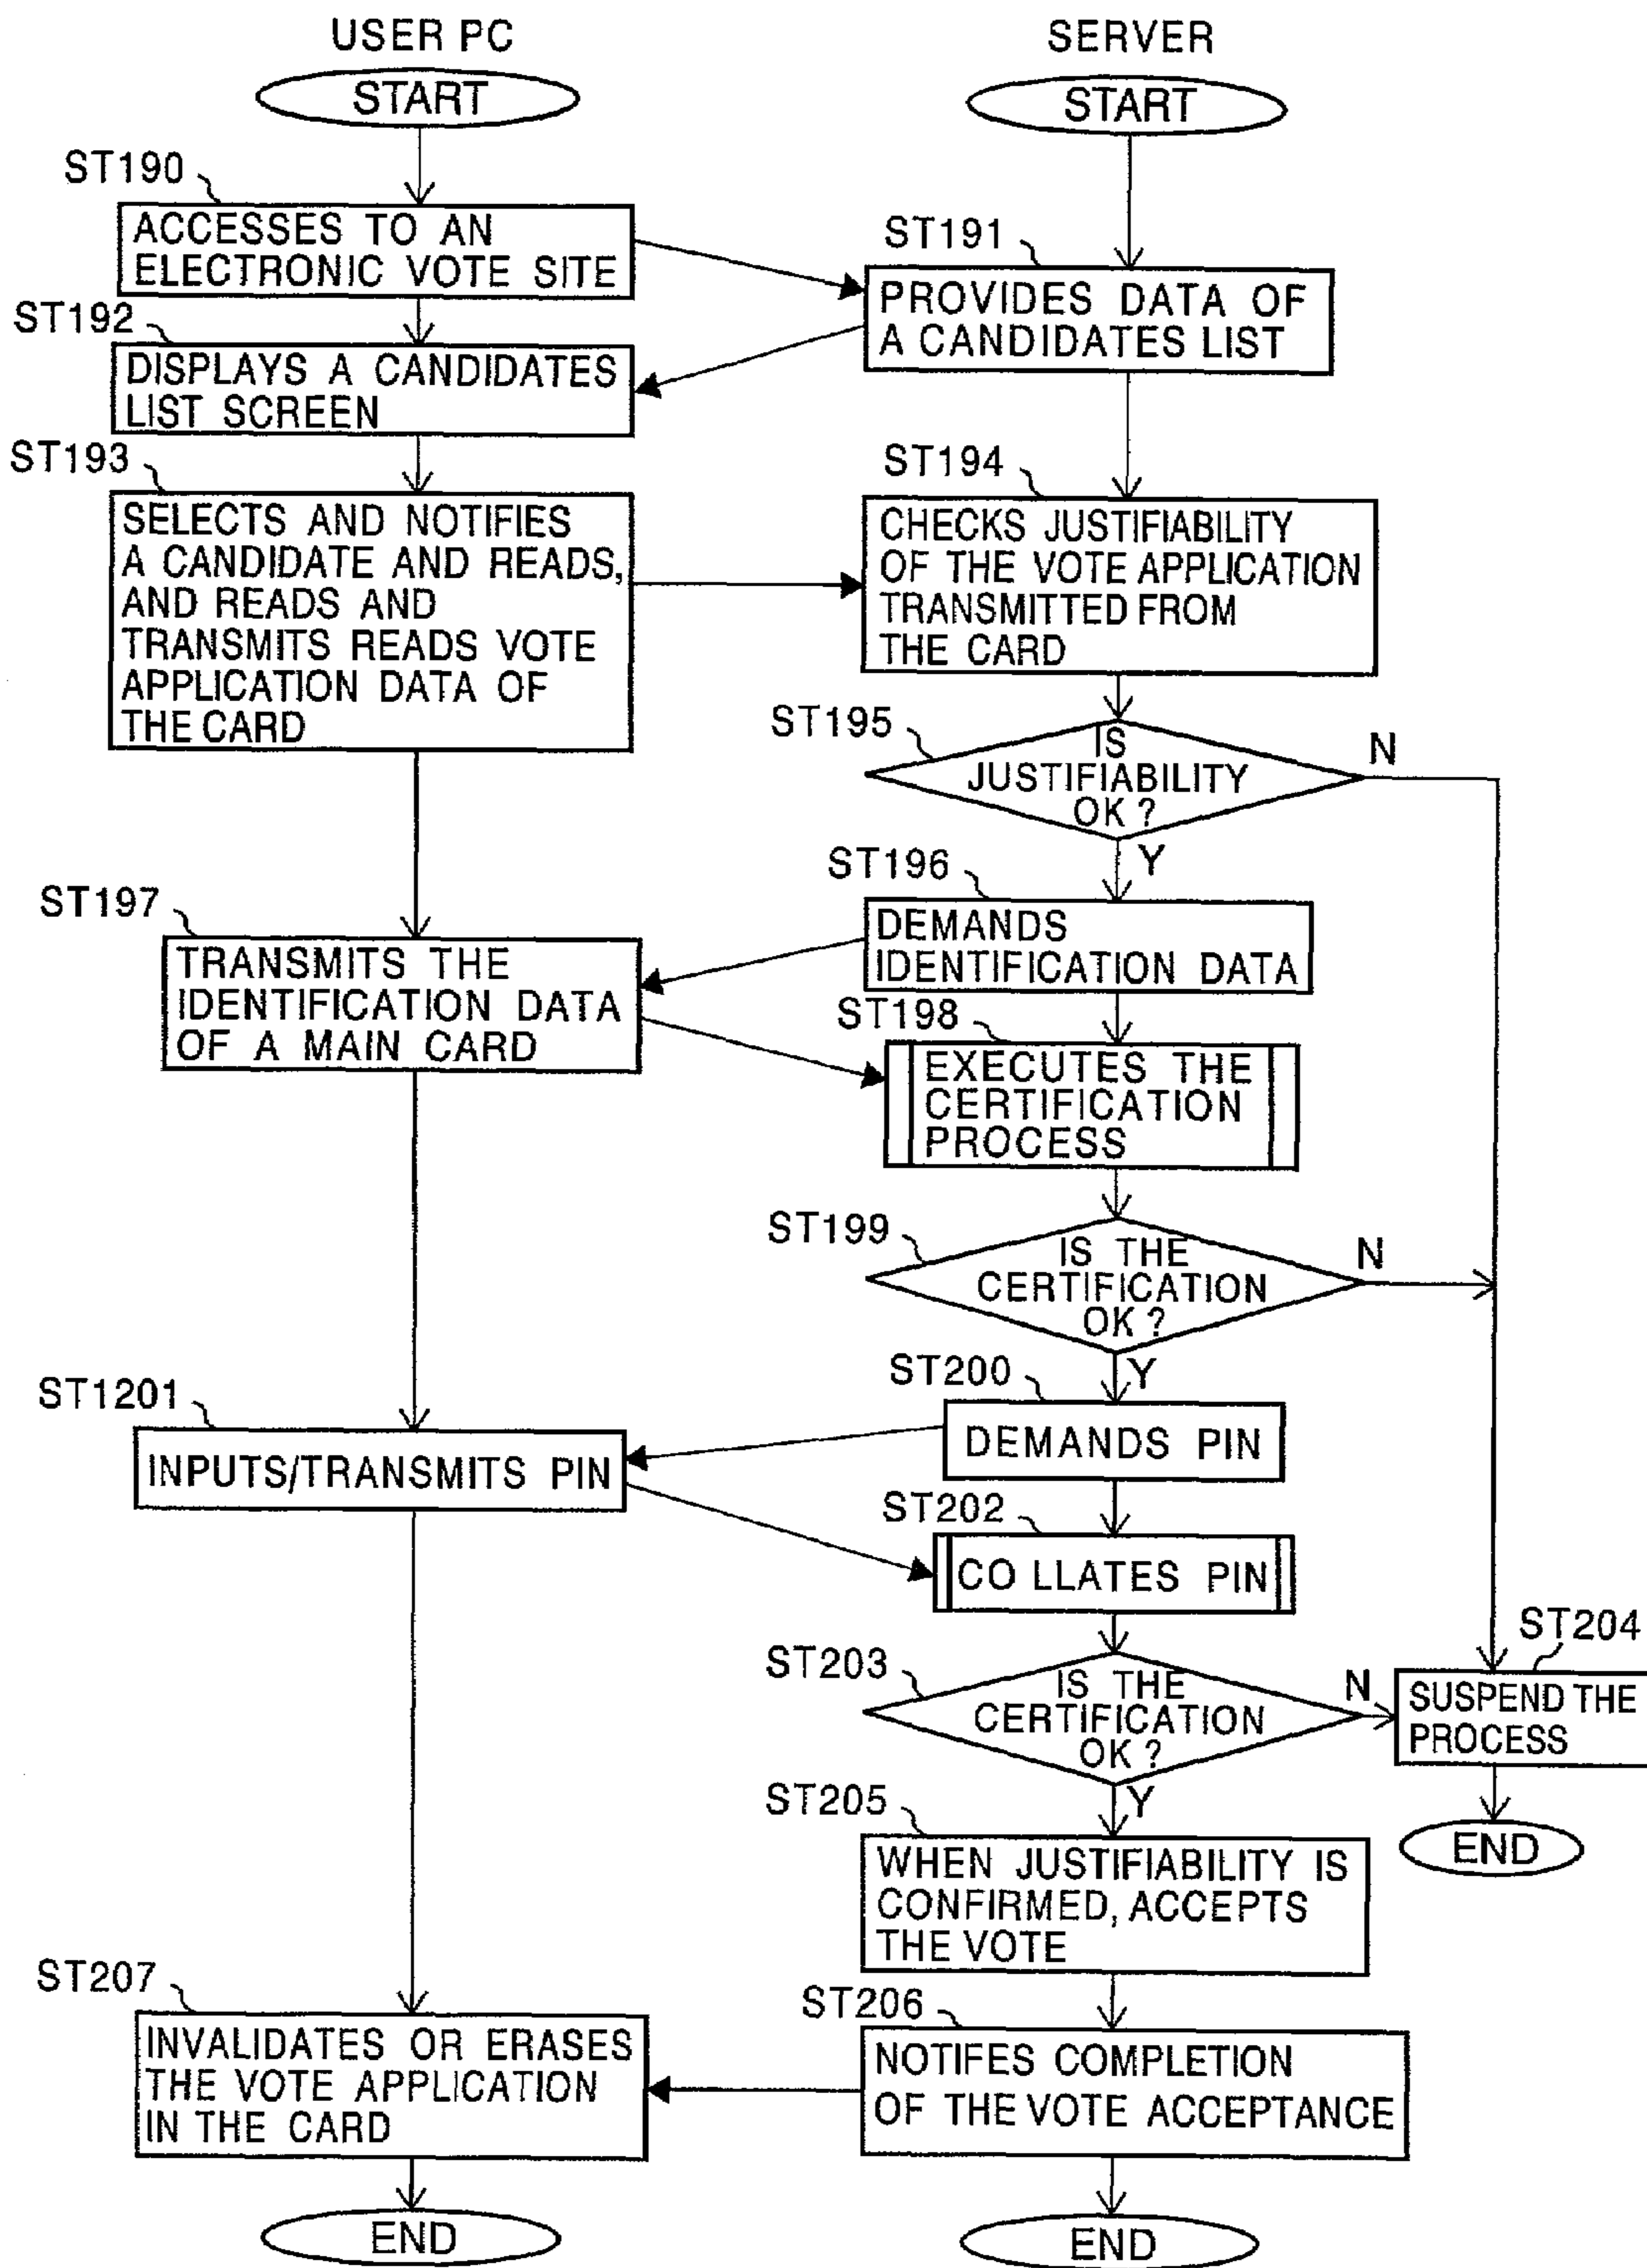 USER PC
SERVER
START
START
ST190
ACCESSES TO AN
ELECTRONIC VOTE SITE
ST191
PROVIDES DATA OF
A CANDIDATES LIST
ST192
DISPLAYS A CANDIDATES
LIST SCREEN
ST193
SELECTS AND NOTIFIES
A CANDIDATE AND READS,
AND READS AND
TRANSMITS READS VOTE
APPLICATION DATA OF
THE CARD
ST194
CHECKS JUSTIFIABILITY
OF THE VOTE APPLICATION
TRANSMITTED FROM
THE CARD
ST195
IS
JUSTIFIABILITY
OK ?
N
Y
ST196
DEMANDS
IDENTIFICATION DATA
ST197
TRANSMITS THE
IDENTIFICATION DATA
OF A MAIN CARD
ST198
EXECUTES THE
CERTIFICATION
PROCESS
ST199
IS THE
CERTIFICATION
OK ?
N
Y
ST200
DEMANDS PIN
ST1201
INPUTS/TRANSMITS PIN
ST202
CO LLATES PIN
ST203
IS THE
CERTIFICATION
OK ?
N
Y
ST204
SUSPEND THE
PROCESS
END
ST205
WHEN JUSTIFIABILITY IS
CONFIRMED, ACCEPTS
THE VOTE
ST206
NOTIFES COMPLETION
OF THE VOTE ACCEPTANCE
ST207
INVALIDATES OR ERASES
THE VOTE APPLICATION
IN THE CARD
END
END